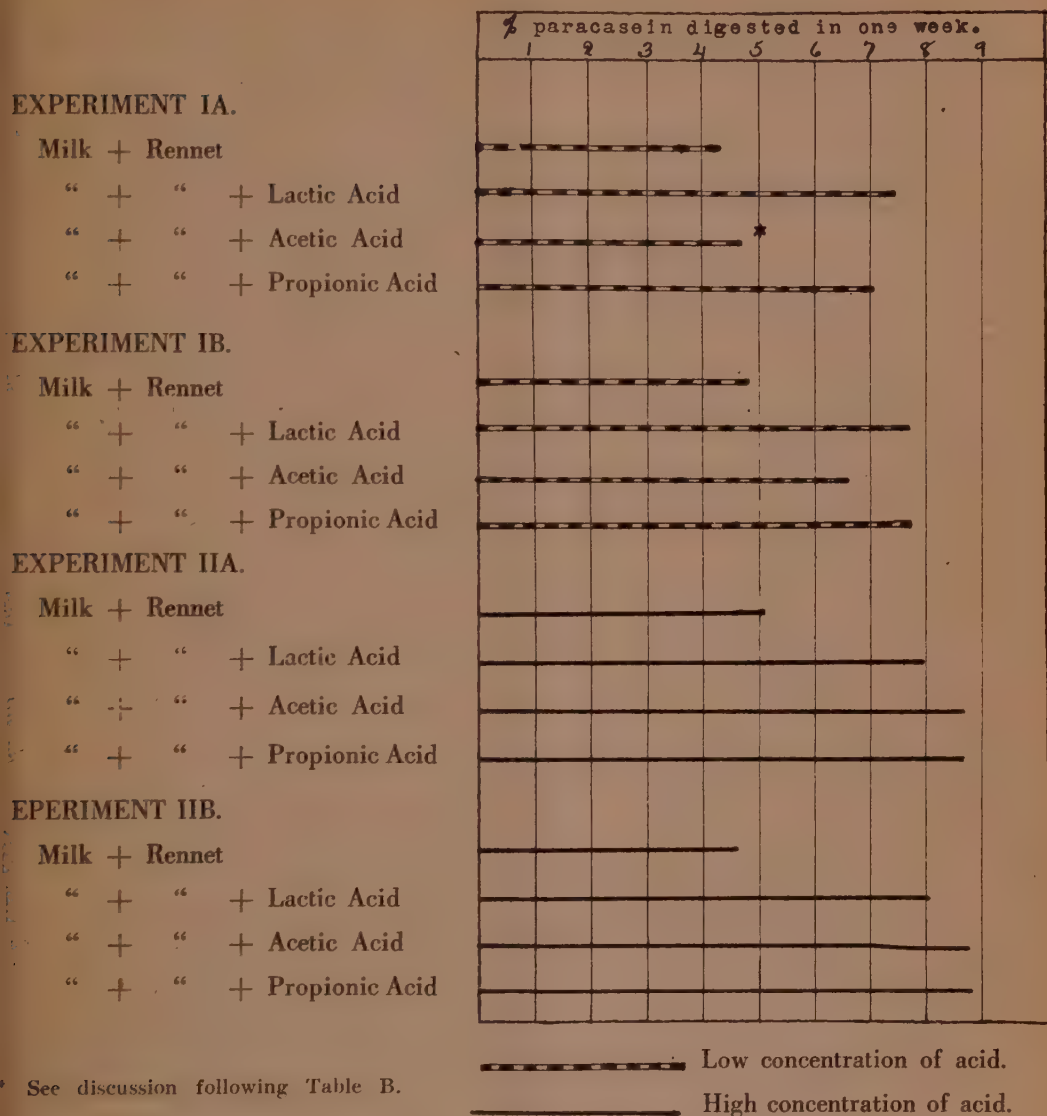 % paracasein digested in one week.
1 2 3 4 5 6 7 8 9
EXPERIMENT IA.
Milk + Rennet
“ + “ + Lactic Acid
“ + “ + Acetic Acid *
“ + “ + Propionic Acid
EXPERIMENT IB.
Milk + Rennet
“ + “ + Lactic Acid
“ + “ + Acetic Acid
“ + “ + Propionic Acid
EXPERIMENT IIA.
Milk + Rennet
“ + “ + Lactic Acid
“ + “ + Acetic Acid
“ + “ + Propionic Acid
EPERIMENT IIB.
Milk + Rennet
“ + “ + Lactic Acid
“ + “ + Acetic Acid
“ + “ + Propionic Acid
Low concentration of acid.
* See discussion following Table B.
High concentration of acid.